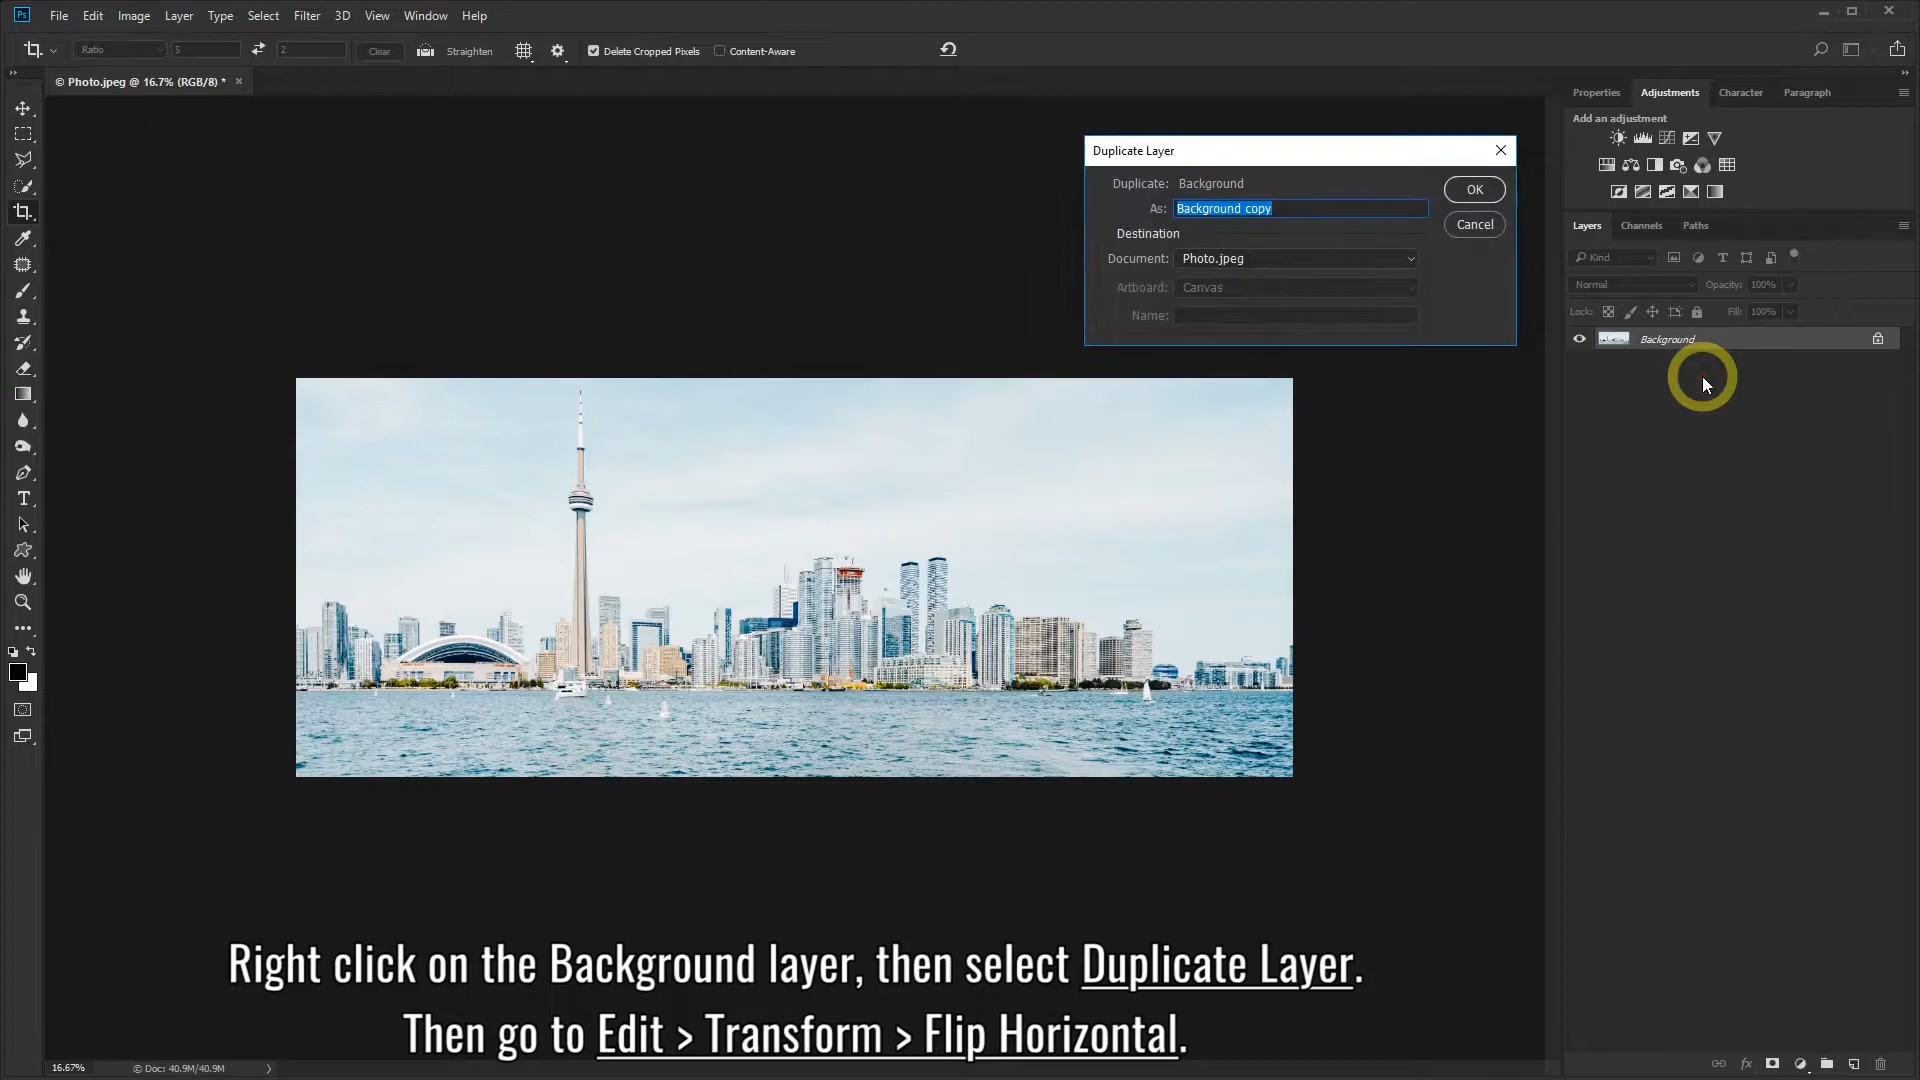 Ps File Edit Image Layer Type Select Filter 3D View Window Help
Ratio 5 2 Clear Straighten Delete Cropped Pixels Content-Aware
© Photo.jpeg @ 16.7% (RGB/8) *
Properties Adjustments Character Paragraph
Add an adjustment
Duplicate Layer
Duplicate: Background
OK
As: Background copy
Cancel
Destination
Document: Photo.jpeg
Artboard: Canvas
Name:
Layers Channels Paths
Kind
Normal Opacity: 100%
Lock: Fill: 100%
Background
Right click on the Background layer, then select Duplicate Layer.
Then go to Edit > Transform > Flip Horizontal.
16.67% © Doc: 40.9M/40.9M
fx